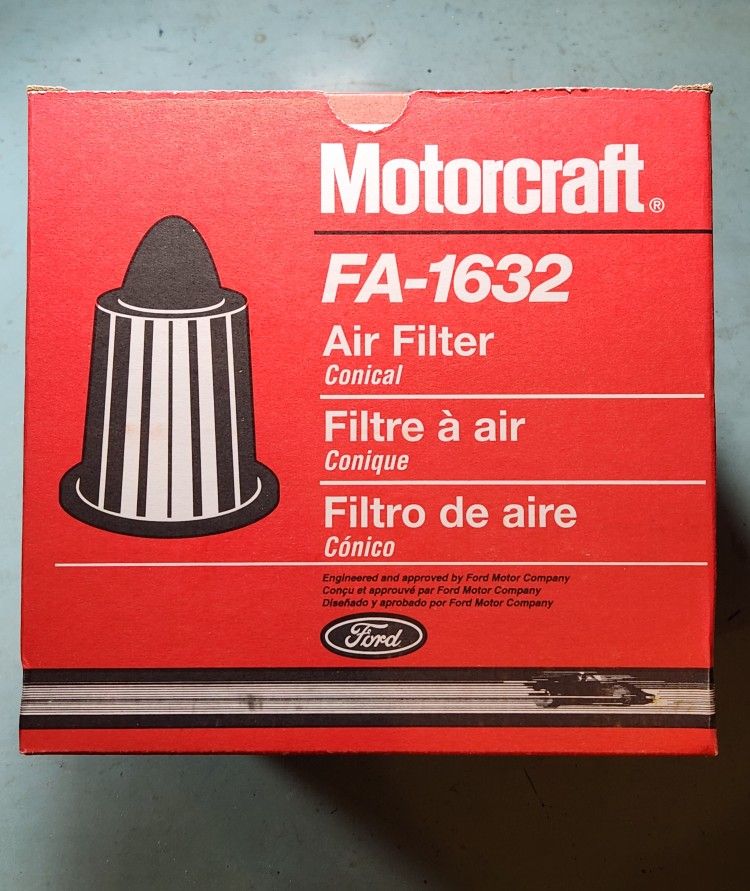 Motorcraft®
FA-1632
Air Filter
Conical
Filtre à air
Conique
Filtro de aire
Cónico
Engineered and approved by Ford Motor Company
Conçu et approuvé par Ford Motor Company
Diseñado y aprobado por Ford Motor Company
Ford